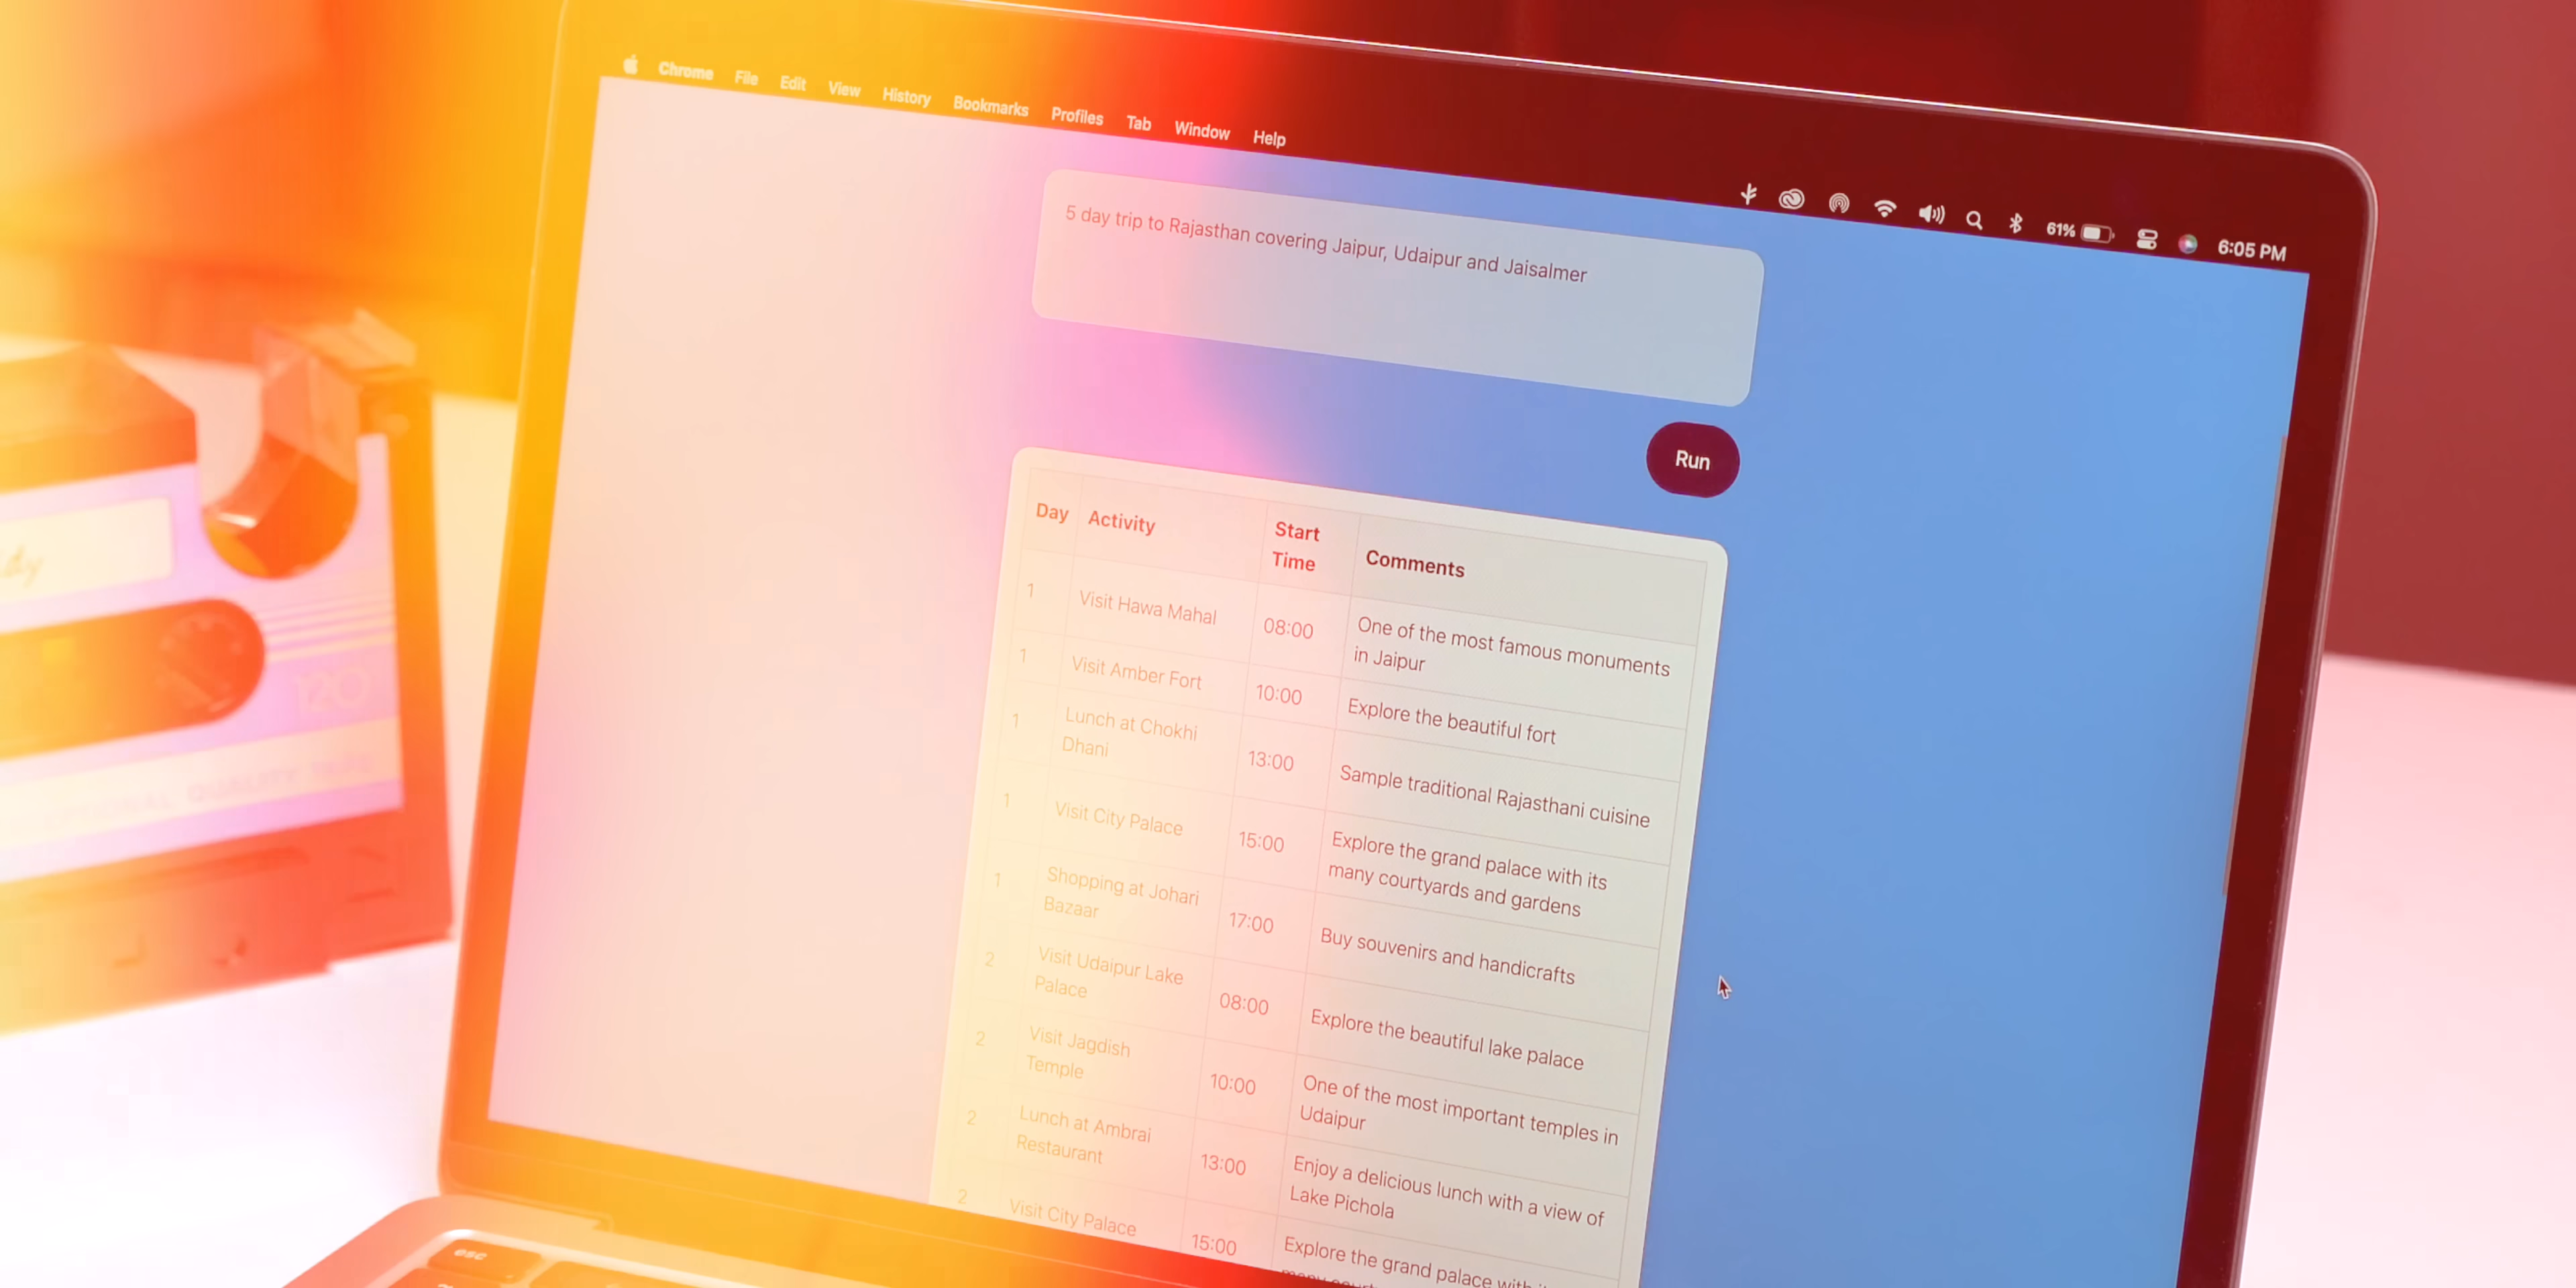 Chrome File Edit View History Bookmarks Profiles Tab Window Help
61% 6:05 PM
5 day trip to Rajasthan covering Jaipur, Udaipur and Jaisalmer
Run
Day Activity Start Time Comments
1 Visit Hawa Mahal 08:00 One of the most famous monuments in Jaipur
1 Visit Amber Fort 10:00 Explore the beautiful fort
1 Lunch at Chokhi Dhani 13:00 Sample traditional Rajasthani cuisine
1 Visit City Palace 15:00 Explore the grand palace with its many courtyards and gardens
1 Shopping at Johari Bazaar 17:00 Buy souvenirs and handicrafts
2 Visit Udaipur Lake Palace 08:00 Explore the beautiful lake palace
2 Visit Jagdish Temple 10:00 One of the most important temples in Udaipur
2 Lunch at Ambrai Restaurant 13:00 Enjoy a delicious lunch with a view of Lake Pichola
2 Visit City Palace 15:00 Explore the grand palace with
120
QUALITY
esc